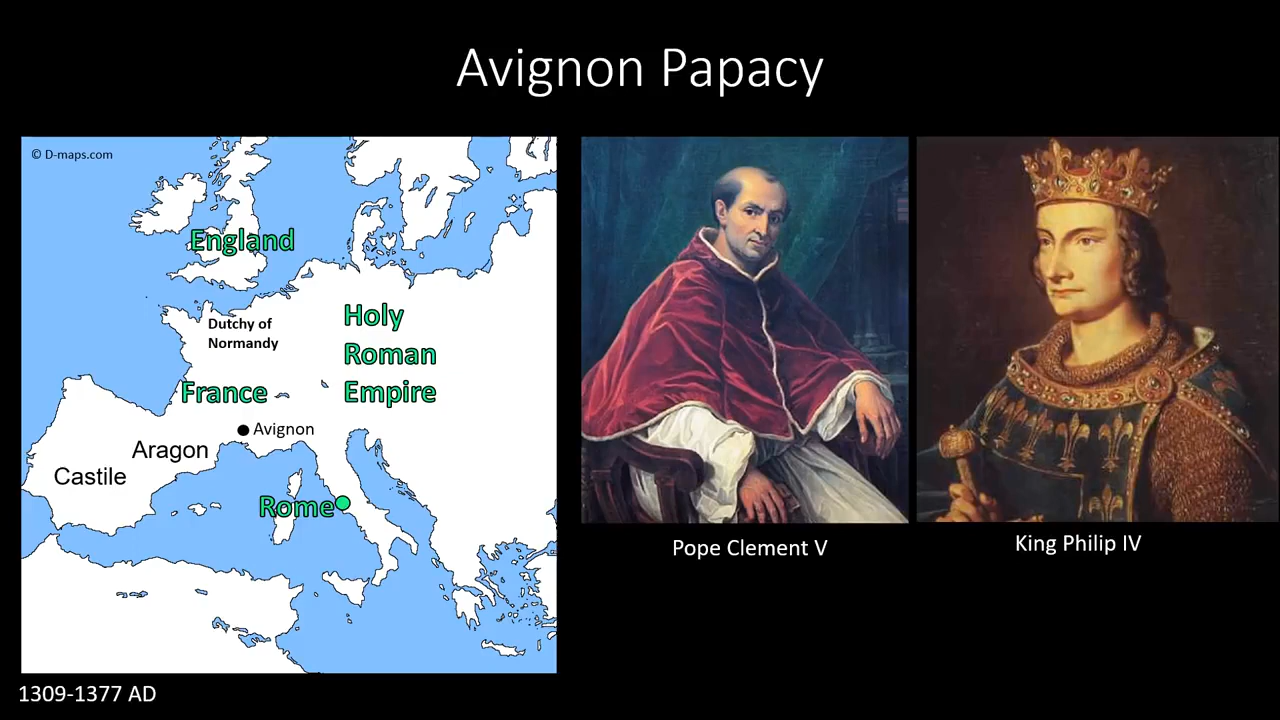 Avignon Papacy
© D-maps.com
England
Dutchy of
Normandy
Holy
Roman
Empire
France
Avignon
Aragon
Castile
Rome
Pope Clement V
King Philip IV
1309-1377 AD